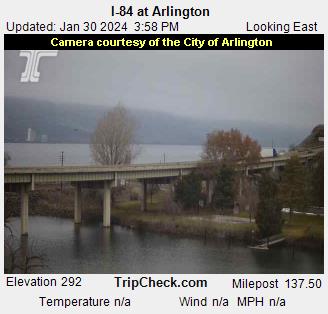 I-84 at Arlington
Updated: Jan 30 2024 3:58 PM Looking East
Camera courtesy of the City of Arlington
Elevation 292 TripCheck.com Milepost 137.50
Temperature n/a Wind n/a MPH n/a